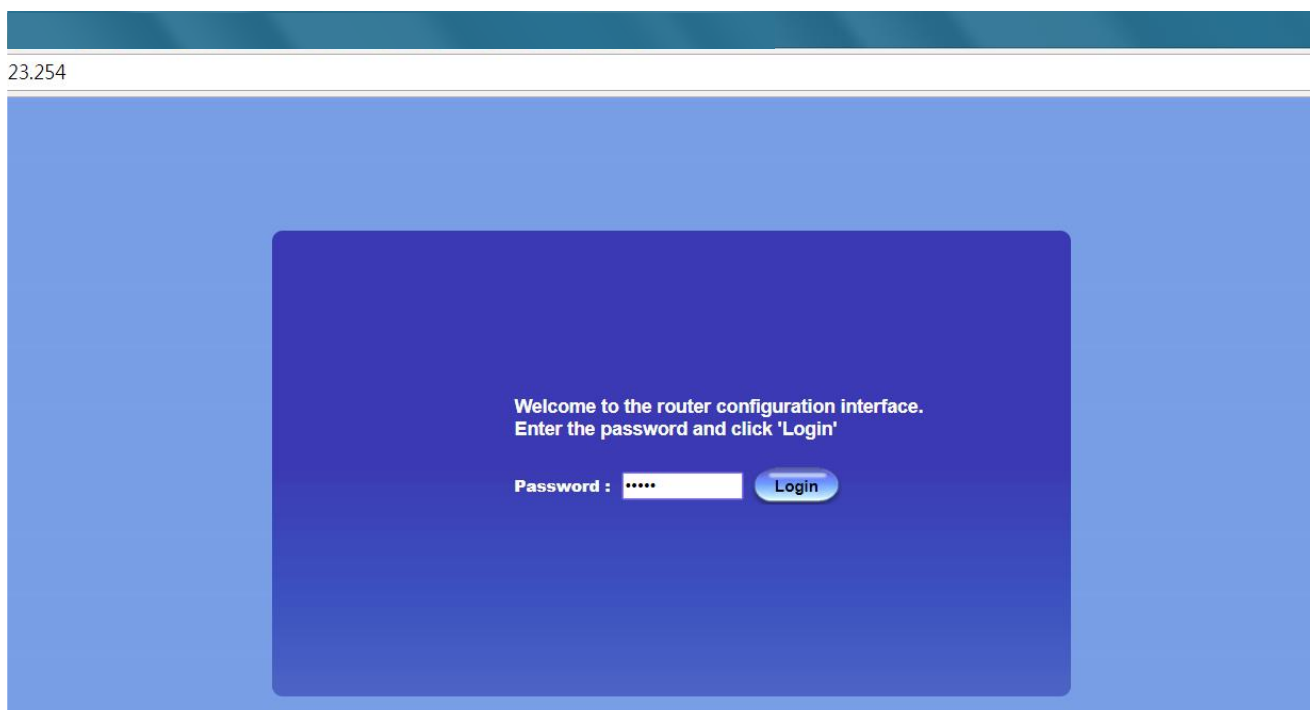 23.254
Welcome to the router configuration interface.
Enter the password and click 'Login'
Password : ••••• Login